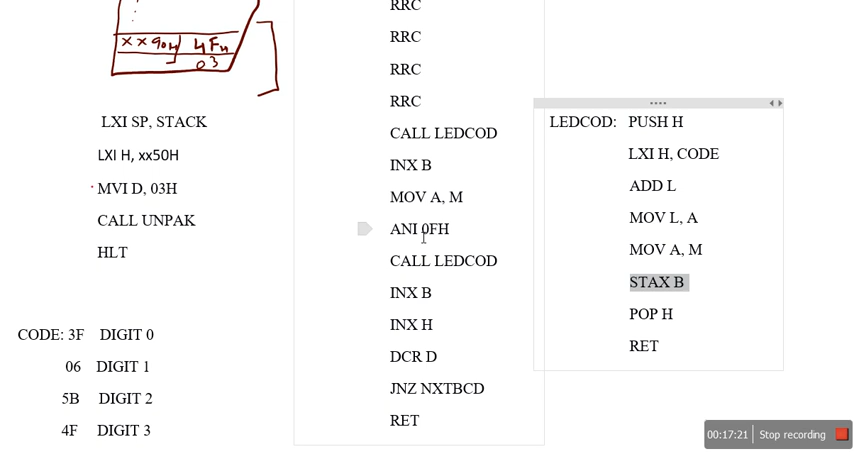 xx90H 4FH
03
LXI SP, STACK
LXI H, xx50H
MVI D, 03H
CALL UNPAK
HLT
CODE: 3F DIGIT 0
06 DIGIT 1
5B DIGIT 2
4F DIGIT 3
RRC
RRC
RRC
RRC
CALL LEDCOD
INX B
MOV A, M
ANI 0FH
CALL LEDCOD
INX B
INX H
DCR D
JNZ NXTBCD
RET
LEDCOD: PUSH H
LXI H, CODE
ADD L
MOV L, A
MOV A, M
STAX B
POP H
RET
00:17:21 Stop recording